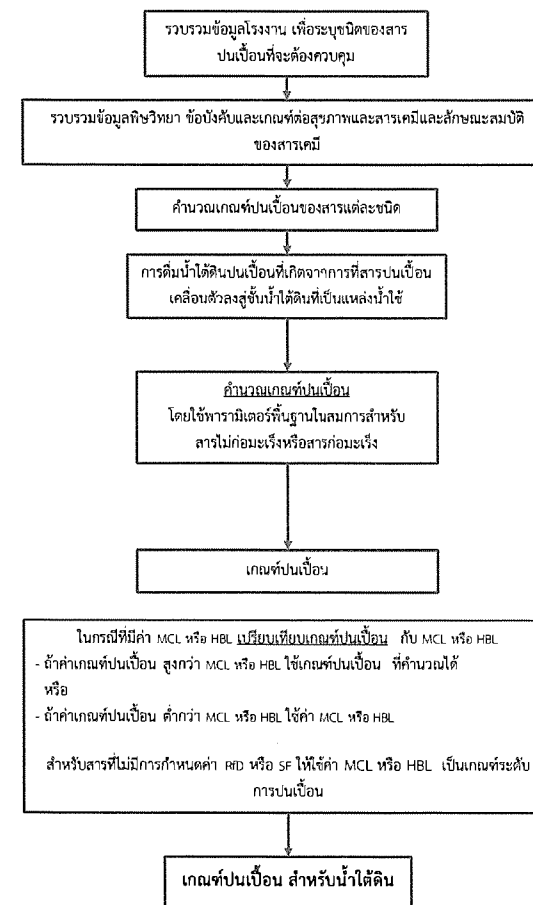 รวบรวมข้อมูลโรงงาน เพื่อระบุชนิดของสาร
ปนเปื้อนที่จะต้องควบคุม
รวบรวมข้อมูลพิษวิทยา ข้อบังคับและเกณฑ์ต่อสุขภาพและสารเคมีและลักษณะสมบัติ
ของสารเคมี
คำนวณเกณฑ์ปนเปื้อนของสารแต่ละชนิด
การดื่มน้ำใต้ดินปนเปื้อนที่เกิดจากการที่สารปนเปื้อน
เคลื่อนตัวลงสู่ชั้นน้ำใต้ดินที่เป็นแหล่งน้ำใช้
คำนวณเกณฑ์ปนเปื้อน
โดยใช้พารามิเตอร์พื้นฐานในสมการสำหรับ
สารไม่ก่อมะเร็งหรือสารก่อมะเร็ง
เกณฑ์ปนเปื้อน
ในกรณีที่มีค่า MCL หรือ HBL เปรียบเทียบเกณฑ์ปนเปื้อน กับ MCL หรือ HBL
- ถ้าค่าเกณฑ์ปนเปื้อน สูงกว่า MCL หรือ HBL ใช้เกณฑ์ปนเปื้อน ที่คำนวณได้
หรือ
- ถ้าค่าเกณฑ์ปนเปื้อน ต่ำกว่า MCL หรือ HBL ใช้ค่า MCL หรือ HBL
สำหรับสารที่ไม่มีการกำหนดค่า RfD หรือ SF ให้ใช้ค่า MCL หรือ HBL เป็นเกณฑ์ระดับ
การปนเปื้อน
เกณฑ์ปนเปื้อน สำหรับน้ำใต้ดิน